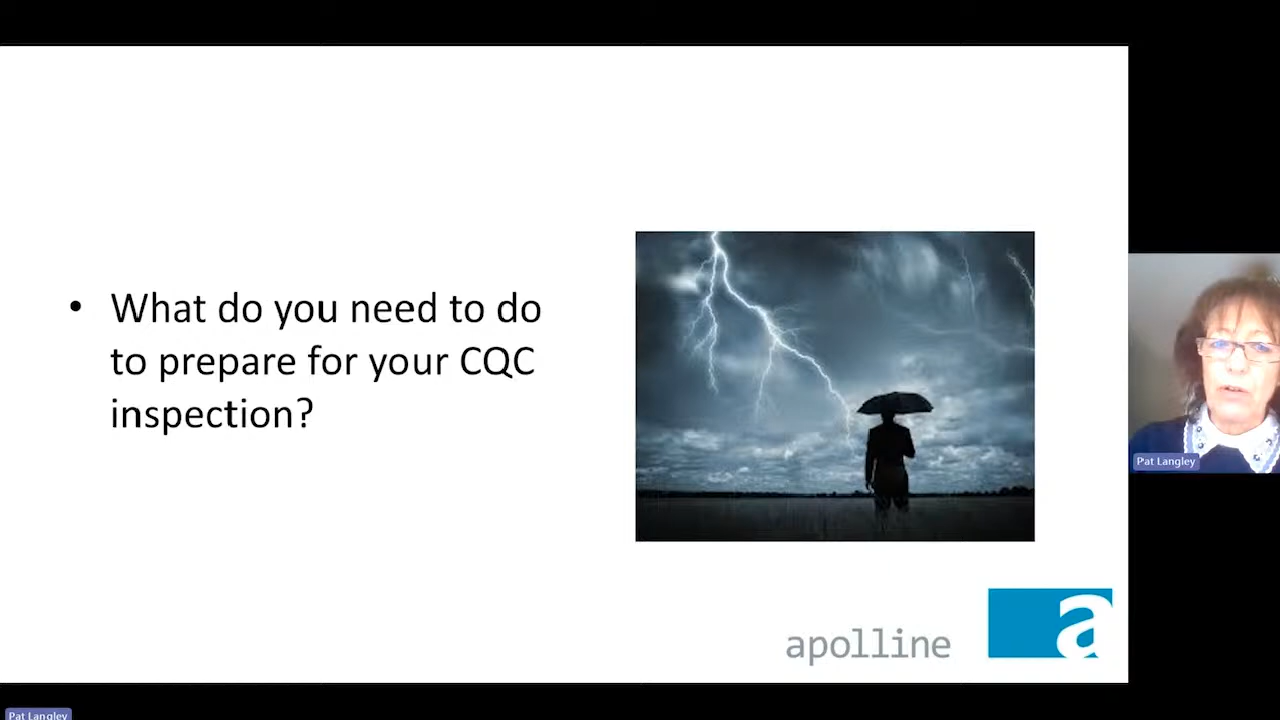 • What do you need to do
to prepare for your CQC
inspection?
apolline
a
Pat Langley
Pat Langley